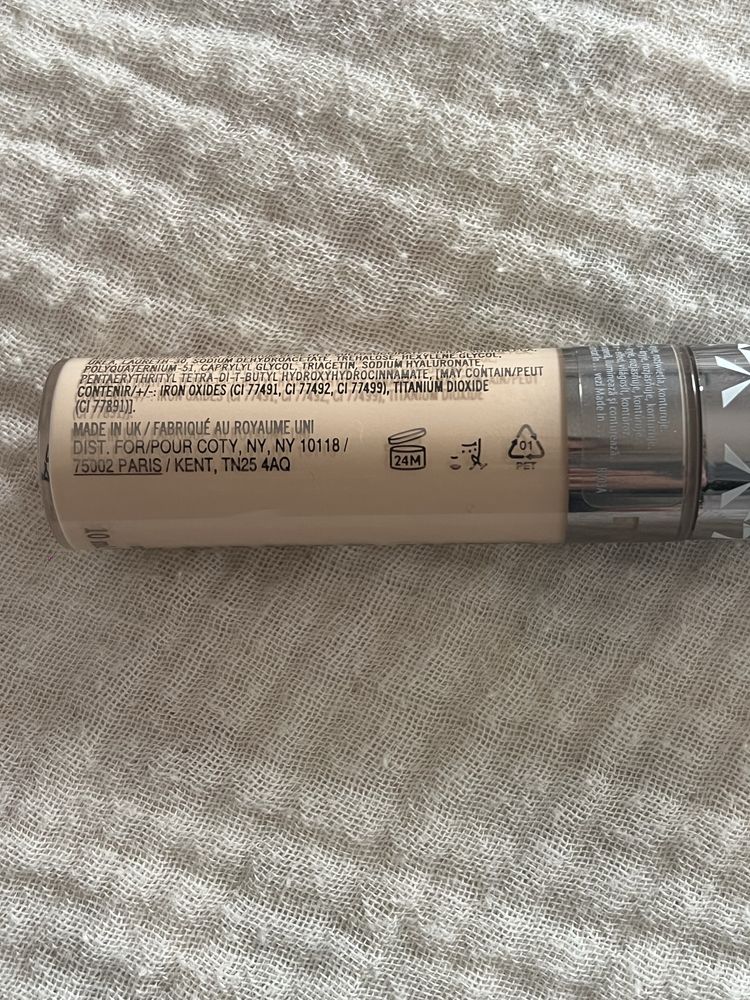 UREA, LAURETH-30, SODIUM DEHYDROACETATE, TREHALOSE, HEXYLENE GLYCOL,
POLYQUATERNIUM-51, CAPRYLYL GLYCOL, TRIACETIN, SODIUM HYALURONATE,
PENTAERYTHRITYL TETRA-DI-T-BUTYL HYDROXYHYDROCINNAMATE, [MAY CONTAIN/PEUT
CONTENIR/+/-: IRON OXIDES (CI 77491, CI 77492, CI 77499), TITANIUM DIOXIDE
(CI 77891)].
MADE IN UK / FABRIQUÉ AU ROYAUME UNI
DIST. FOR/POUR COTY, NY, NY 10118 /
75002 PARIS / KENT, TN25 4AQ
24M
01
PET